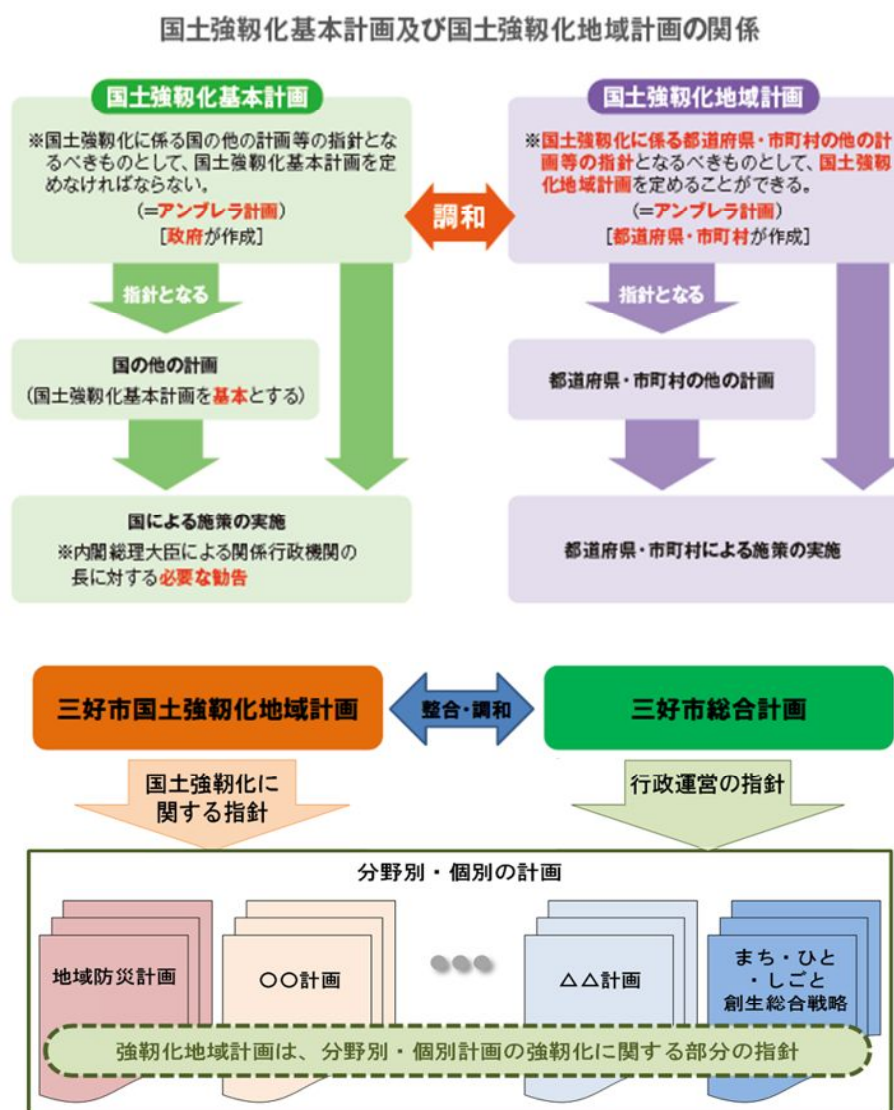 国土強靱化基本計画及び国土強靱化地域計画の関係
国土強靱化基本計画
※国土強靱化に係る国の他の計画等の指針とな
るべきものとして、国土強靱化基本計画を定
めなければならない。
(=アンブレラ計画)
[政府が作成]
調和
国土強靱化地域計画
※国土強靱化に係る都道府県・市町村の他の計
画等の指針となるべきものとして、国土強靱
化地域計画を定めることができる。
(=アンブレラ計画)
[都道府県・市町村が作成]
指針となる
指針となる
国の他の計画
(国土強靱化基本計画を基本とする)
都道府県・市町村の他の計画
国による施策の実施
※内閣総理大臣による関係行政機関の
長に対する必要な勧告
都道府県・市町村による施策の実施
三好市国土強靱化地域計画
整合・調和
三好市総合計画
国土強靱化に
関する指針
行政運営の指針
分野別・個別の計画
地域防災計画
○○計画
△△計画
まち・ひと
・しごと
創生総合戦略
強靱化地域計画は、分野別・個別計画の強靱化に関する部分の指針